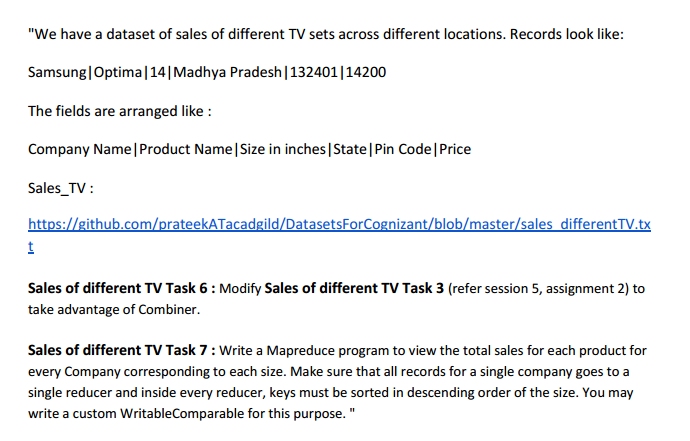 "We have a dataset of sales of different TV sets across different locations. Records look like:
Samsung|Optima|14|Madhya Pradesh|132401|14200
The fields are arranged like :
Company Name|Product Name|Size in inches|State|Pin Code|Price
Sales_TV :
https://github.com/prateekATacadgild/DatasetsForCognizant/blob/master/sales_differentTV.tx
t
Sales of different TV Task 6 : Modify Sales of different TV Task 3 (refer session 5, assignment 2) to
take advantage of Combiner.
Sales of different TV Task 7 : Write a Mapreduce program to view the total sales for each product for
every Company corresponding to each size. Make sure that all records for a single company goes to a
single reducer and inside every reducer, keys must be sorted in descending order of the size. You may
write a custom WritableComparable for this purpose. "